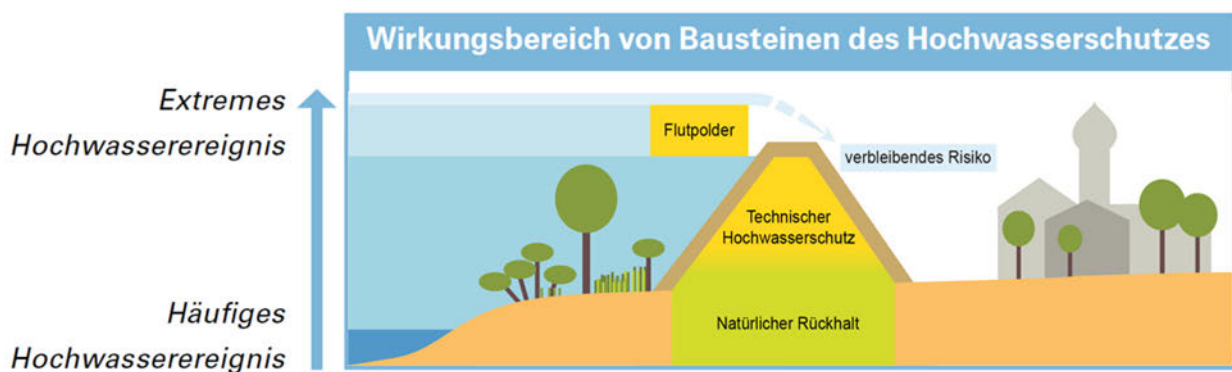 Wirkungsbereich von Bausteinen des Hochwasserschutzes
Extremes
Hochwasserereignis
Flutpolder
verbleibendes Risiko
Technischer
Hochwasserschutz
Natürlicher Rückhalt
Häufiges
Hochwasserereignis